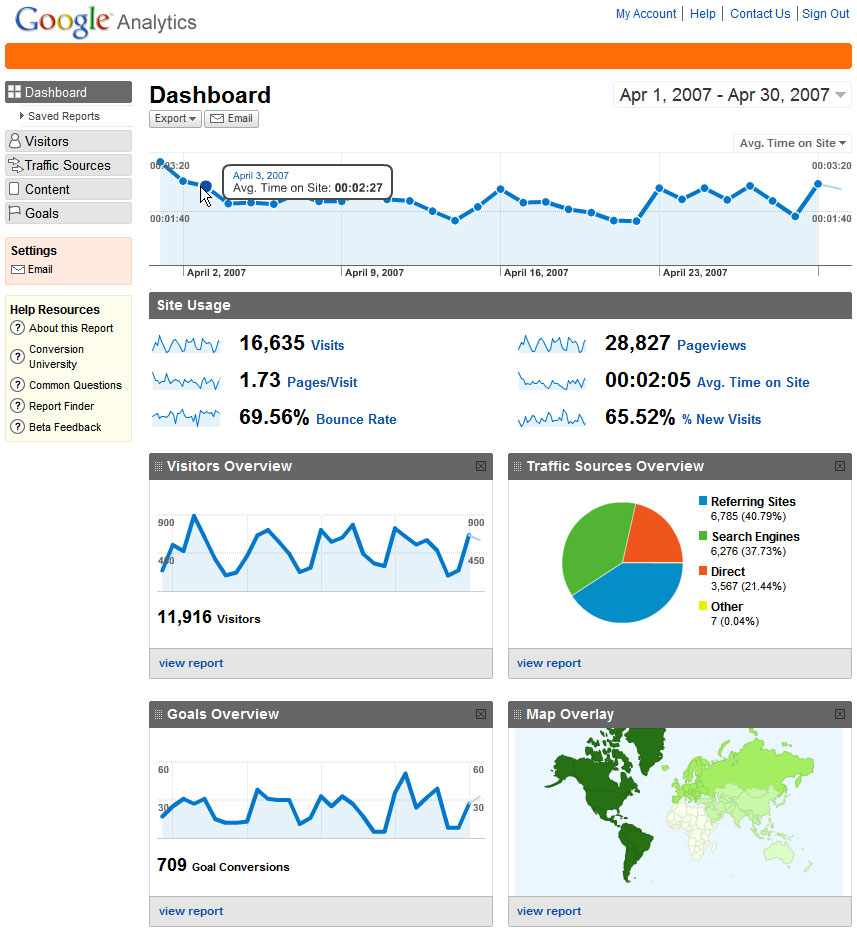 Google Analytics
My Account | Help | Contact Us | Sign Out
Dashboard
Saved Reports
Visitors
Traffic Sources
Content
Goals
Settings
Email
Help Resources
About this Report
Conversion
University
Common Questions
Report Finder
Beta Feedback
Dashboard
Apr 1, 2007 - Apr 30, 2007
Export
Email
Avg. Time on Site
00:03:20
00:03:20
April 3, 2007
Avg. Time on Site: 00:02:27
00:01:40
00:01:40
April 2, 2007
April 9, 2007
April 16, 2007
April 23, 2007
Site Usage
16,635 Visits
28,827 Pageviews
1.73 Pages/Visit
00:02:05 Avg. Time on Site
69.56% Bounce Rate
65.52% % New Visits
Visitors Overview
900
900
450
450
11,916 Visitors
view report
Traffic Sources Overview
Referring Sites
6,785 (40.79%)
Search Engines
6,276 (37.73%)
Direct
3,567 (21.44%)
Other
7 (0.04%)
view report
Goals Overview
60
60
30
30
709 Goal Conversions
view report
Map Overlay
view report